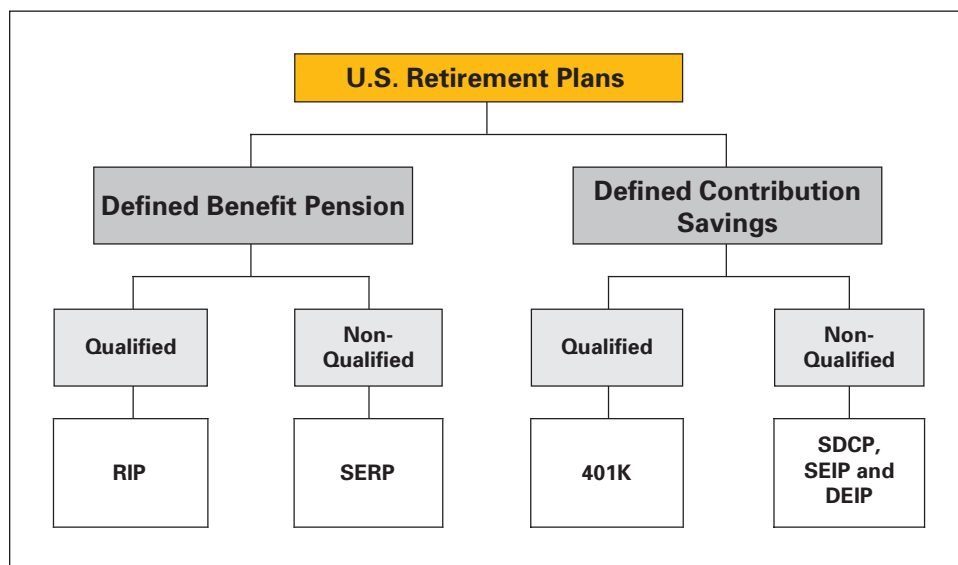 U.S. Retirement Plans
Defined Benefit Pension
Defined Contribution
Savings
Qualified
Non-
Qualified
Qualified
Non-
Qualified
RIP
SERP
401K
SDCP,
SEIP and
DEIP